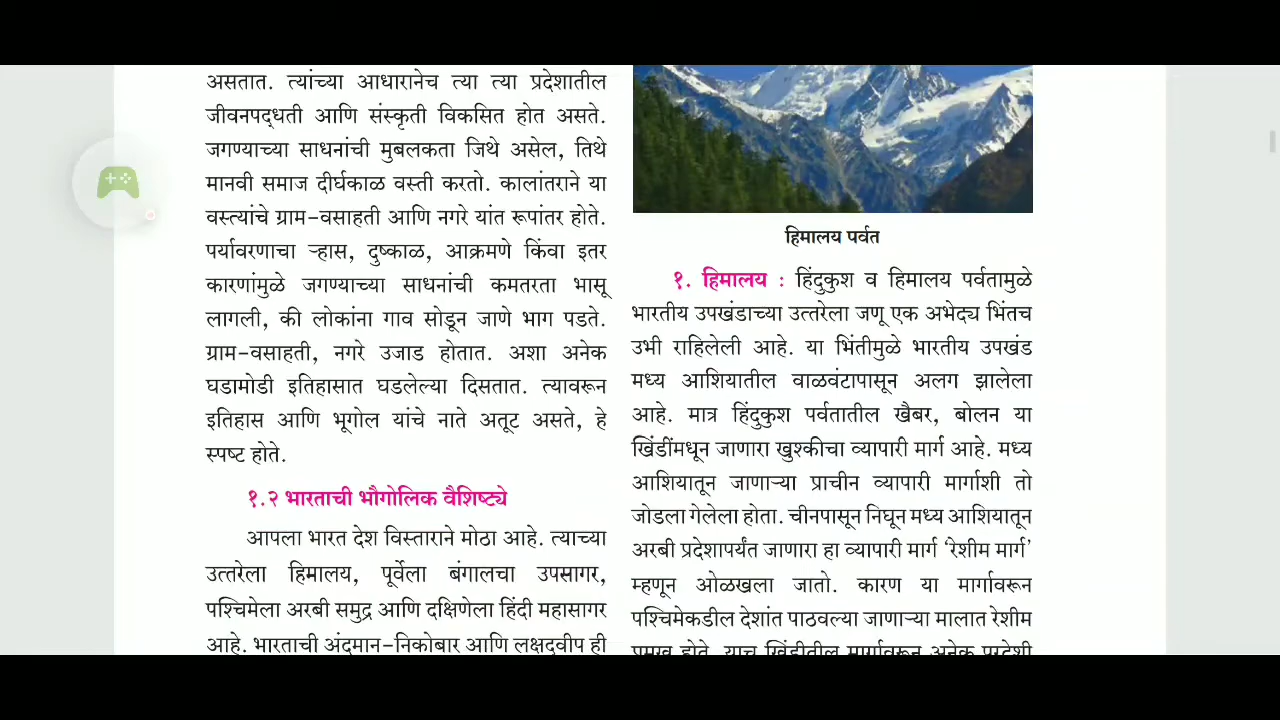 असतात. त्यांच्या आधारानेच त्या त्या प्रदेशातील
जीवनपद्धती आणि संस्कृती विकसित होत असते.
जगण्याच्या साधनांची मुबलकता जिथे असेल, तिथे
मानवी समाज दीर्घकाळ वस्ती करतो. कालांतराने या
वस्त्यांचे ग्राम-वसाहती आणि नगरे यांत रूपांतर होते.
पर्यावरणाचा ऱ्हास, दुष्काळ, आक्रमणे किंवा इतर
कारणांमुळे जगण्याच्या साधनांची कमतरता भासू
लागली, की लोकांना गाव सोडून जाणे भाग पडते.
ग्राम-वसाहती, नगरे उजाड होतात. अशा अनेक
घडामोडी इतिहासात घडलेल्या दिसतात. त्यावरून
इतिहास आणि भूगोल यांचे नाते अतूट असते, हे
स्पष्ट होते.
१.२ भारताची भौगोलिक वैशिष्ट्ये
आपला भारत देश विस्ताराने मोठा आहे. त्याच्या
उत्तरेला हिमालय, पूर्वेला बंगालचा उपसागर,
पश्चिमेला अरबी समुद्र आणि दक्षिणेला हिंदी महासागर
आहे. भारताची अंदमान-निकोबार आणि लक्षद्वीप ही
हिमालय पर्वत
१. हिमालय : हिंदुकुश व हिमालय पर्वतामुळे
भारतीय उपखंडाच्या उत्तरेला जणू एक अभेद्य भिंतच
उभी राहिलेली आहे. या भिंतीमुळे भारतीय उपखंड
मध्य आशियातील वाळवंटापासून अलग झालेला
आहे. मात्र हिंदुकुश पर्वतातील खैबर, बोलन या
खिंडींमधून जाणारा खुश्कीचा व्यापारी मार्ग आहे. मध्य
आशियातून जाणाऱ्या प्राचीन व्यापारी मार्गाशी तो
जोडला गेलेला होता. चीनपासून निघून मध्य आशियातून
अरबी प्रदेशापर्यंत जाणारा हा व्यापारी मार्ग ‘रेशीम मार्ग’
म्हणून ओळखला जातो. कारण या मार्गावरून
पश्चिमेकडील देशांत पाठवल्या जाणाऱ्या मालात रेशीम
प्रमुख होते. याच खिंडीतील मार्गावरून अनेक परदेशी